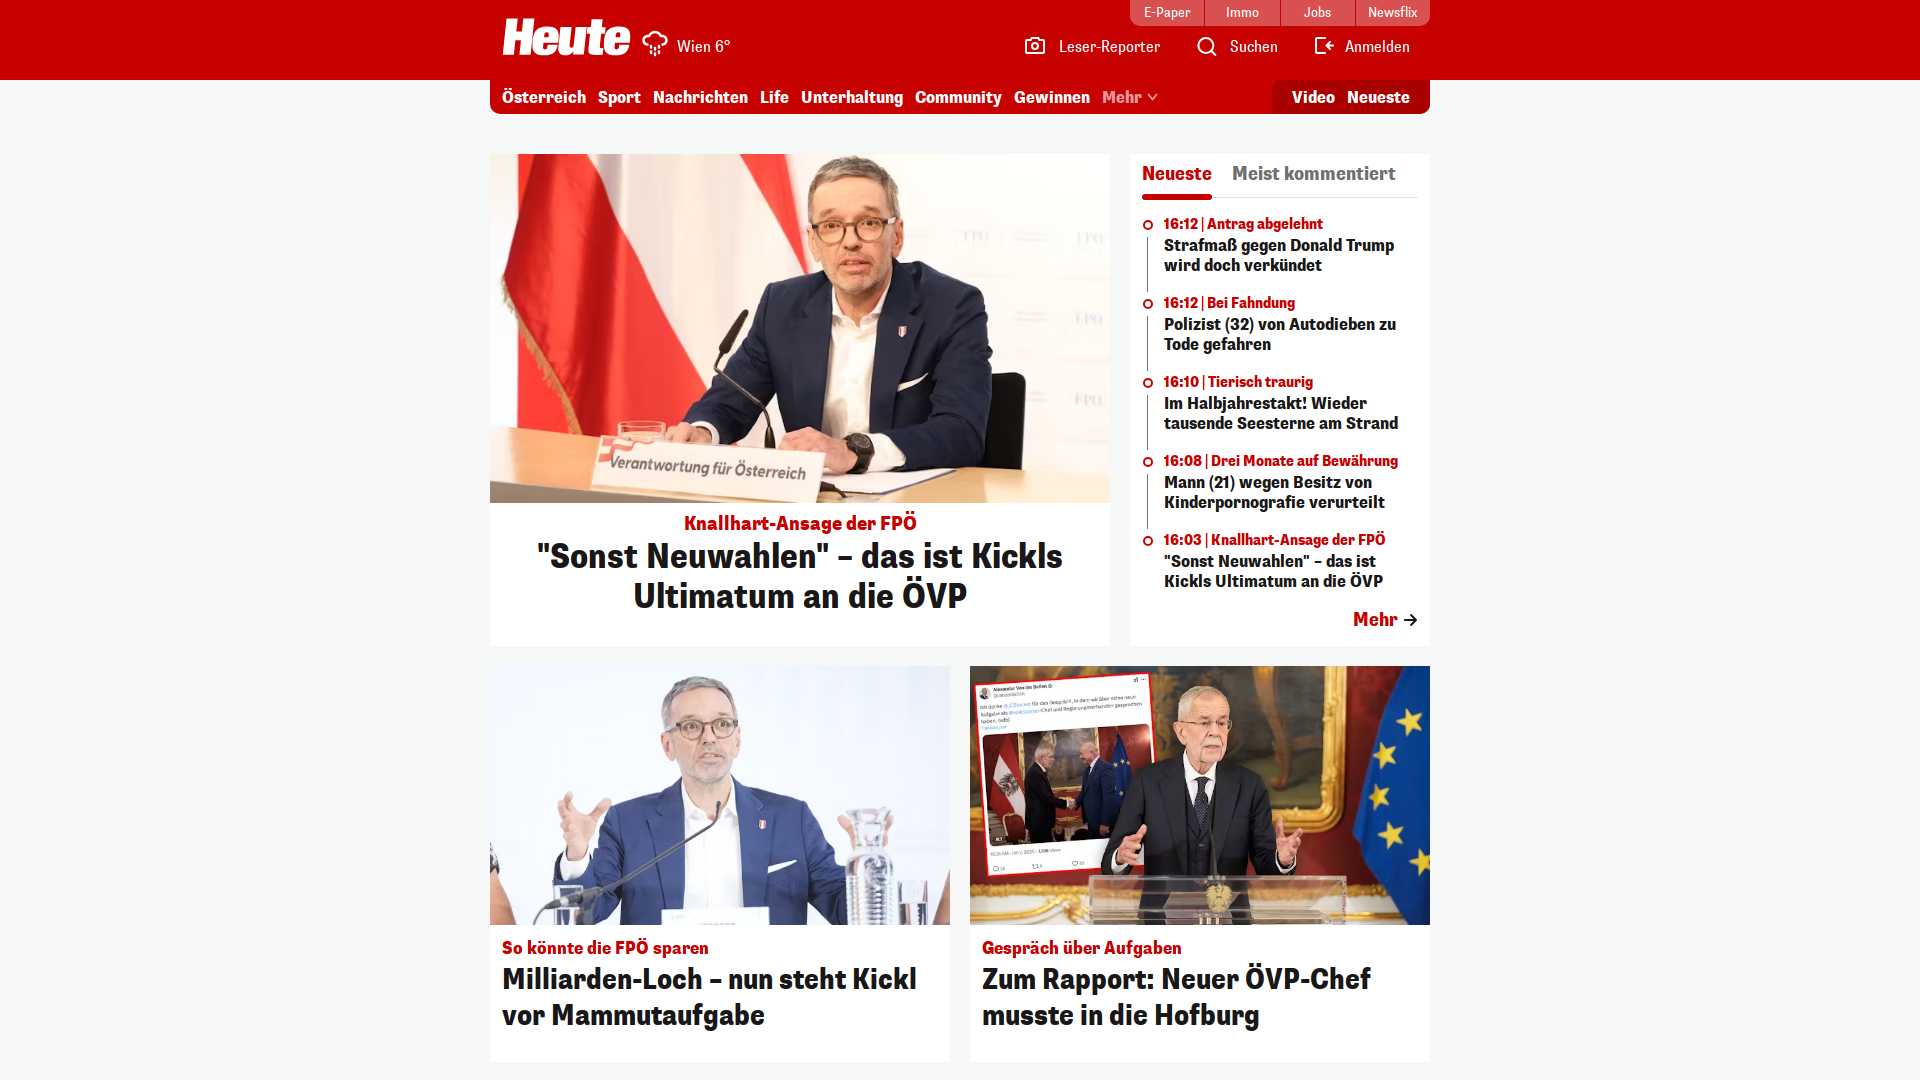 E-Paper
Immo
Jobs
Newsflix
Heute
Wien 6°
Leser-Reporter
Suchen
Anmelden
Österreich
Sport
Nachrichten
Life
Unterhaltung
Community
Gewinnen
Mehr
Video
Neueste
Verantwortung für Österreich
Knallhart-Ansage der FPÖ
"Sonst Neuwahlen" – das ist Kickls
Ultimatum an die ÖVP
Neueste
Meist kommentiert
16:12 | Antrag abgelehnt
Strafmaß gegen Donald Trump
wird doch verkündet
16:12 | Bei Fahndung
Polizist (32) von Autodieben zu
Tode gefahren
16:10 | Tierisch traurig
Im Halbjahrestakt! Wieder
tausende Seesterne am Strand
16:08 | Drei Monate auf Bewährung
Mann (21) wegen Besitz von
Kinderpornografie verurteilt
16:03 | Knallhart-Ansage der FPÖ
"Sonst Neuwahlen" – das ist
Kickls Ultimatum an die ÖVP
Mehr
So könnte die FPÖ sparen
Milliarden-Loch – nun steht Kickl
vor Mammutaufgabe
Alexander Van der Bellen
Gespräch über Aufgaben
Zum Rapport: Neuer ÖVP-Chef
musste in die Hofburg